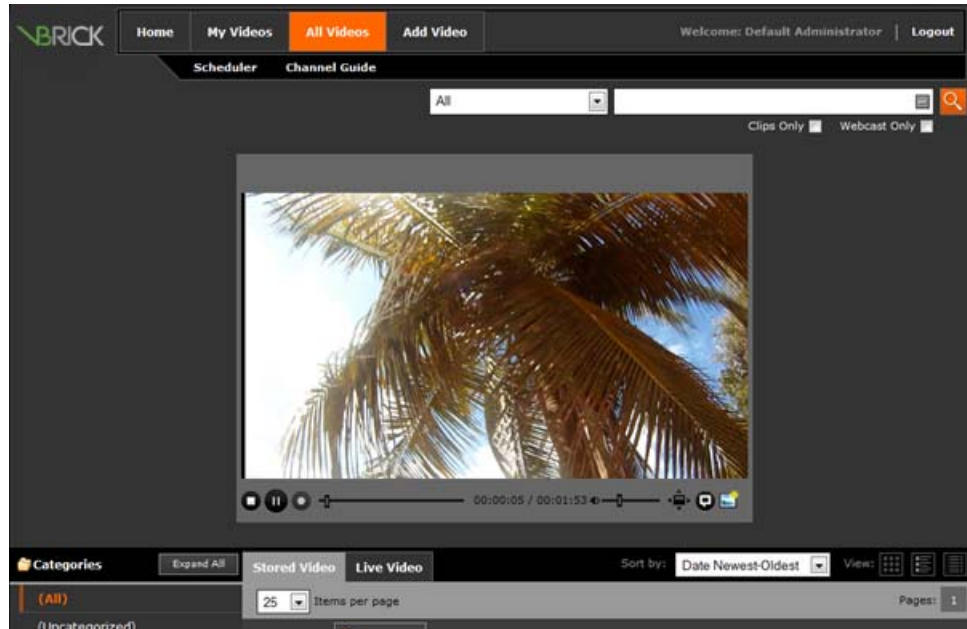 VBRICK
Home My Videos All Videos Add Video Welcome: Default Administrator | Logout
Scheduler Channel Guide
All
Clips Only Webcast Only
00:00:05 / 00:01:53
Categories Expand All Stored Video Live Video Sort by: Date Newest-Oldest View:
(All) 25 Items per page Pages: 1
(Uncategorized)